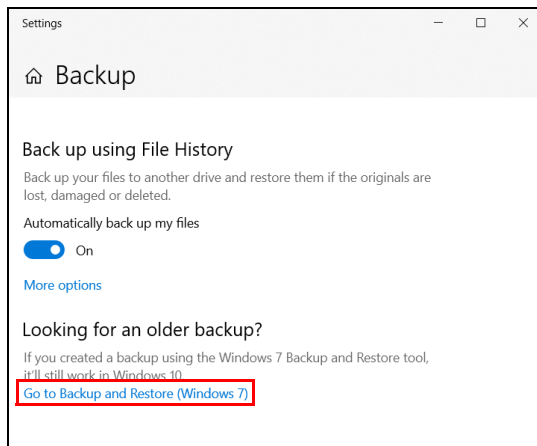 Settings
Backup
Back up using File History
Back up your files to another drive and restore them if the originals are
lost, damaged or deleted.
Automatically back up my files
On
More options
Looking for an older backup?
If you created a backup using the Windows 7 Backup and Restore tool,
it'll still work in Windows 10.
Go to Backup and Restore (Windows 7)